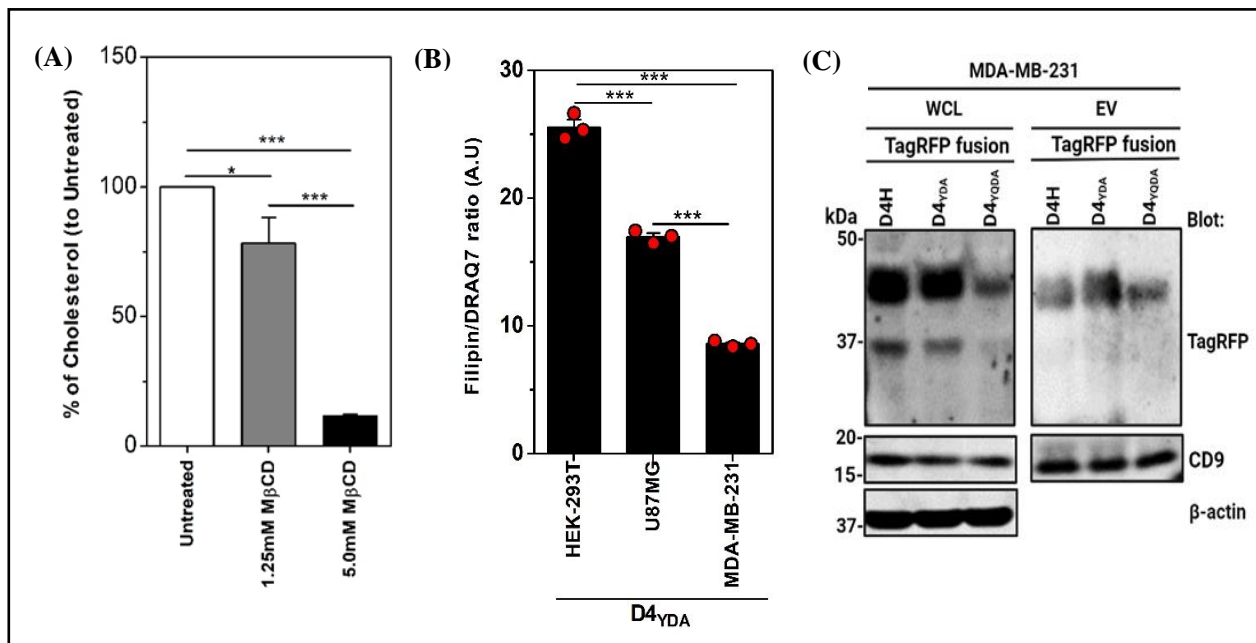 (A)
% of Cholesterol (to Untreated)
150
100
50
0
***
*
***
Untreated
1.25mM MβCD
5.0mM MβCD
(B)
Filipin/DRAQ7 ratio (A.U)
30
20
10
0
***
***
***
HEK-293T
U87MG
MDA-MB-231
D4YDA
(C)
MDA-MB-231
WCL EV
TagRFP fusion TagRFP fusion
kDa D4H D4YDA D4YQDA D4H D4YDA D4YQDA Blot:
50-
37-
TagRFP
20-
15-
CD9
37-
β-actin